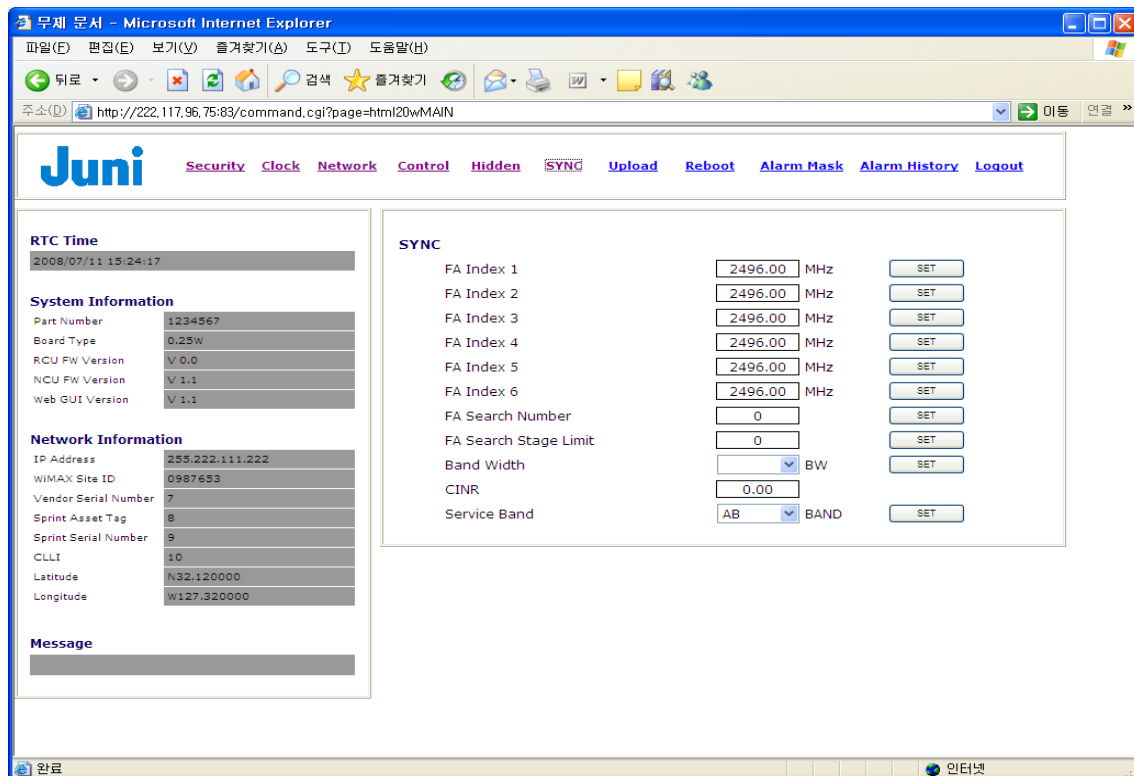 무제 문서 - Microsoft Internet Explorer
파일(F) 편집(E) 보기(V) 즐겨찾기(A) 도구(T) 도움말(H)
뒤로 검색 즐겨찾기
주소(D) http://222.117.96.75:83/command.cgi?page=html20wMAIN 이동 연결 »
Juni Security Clock Network Control Hidden SYNC Upload Reboot Alarm Mask Alarm History Logout
RTC Time
2008/07/11 15:24:17
System Information
Part Number 1234567
Board Type 0.25W
RCU FW Version V 0.0
NCU FW Version V 1.1
Web GUI Version V 1.1
Network Information
IP Address 255.222.111.222
WiMAX Site ID 0987653
Vendor Serial Number 7
Sprint Asset Tag 8
Sprint Serial Number 9
CLLI 10
Latitude N32.120000
Longitude W127.320000
Message
SYNC
FA Index 1 2496.00 MHz SET
FA Index 2 2496.00 MHz SET
FA Index 3 2496.00 MHz SET
FA Index 4 2496.00 MHz SET
FA Index 5 2496.00 MHz SET
FA Index 6 2496.00 MHz SET
FA Search Number 0 SET
FA Search Stage Limit 0 SET
Band Width BW SET
CINR 0.00
Service Band AB BAND SET
완료 인터넷